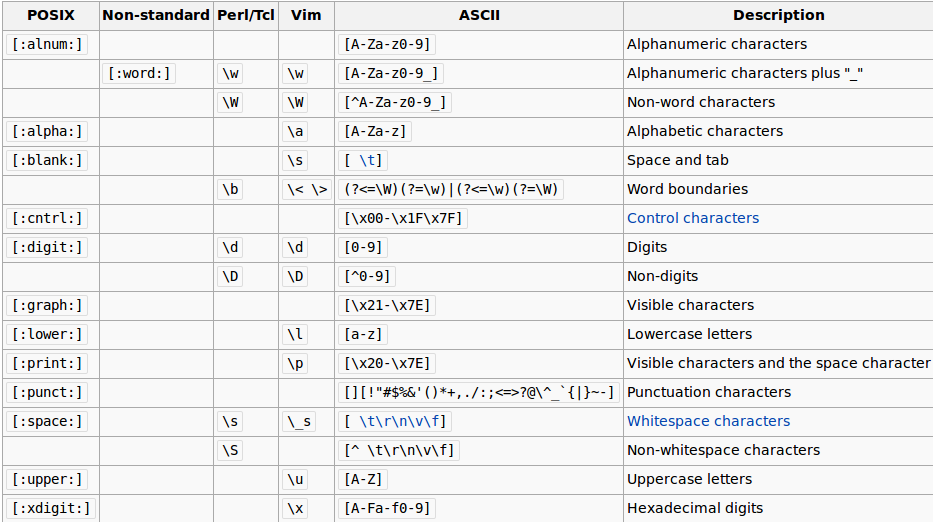 POSIX Non-standard Perl/Tcl Vim ASCII Description
[:alnum:] [A-Za-z0-9] Alphanumeric characters
[:word:] \w \w [A-Za-z0-9_] Alphanumeric characters plus "_"
\W \W [^A-Za-z0-9_] Non-word characters
[:alpha:] \a [A-Za-z] Alphabetic characters
[:blank:] \s [ \t] Space and tab
\b \< \> (?<=\W)(?=\w)|(?<=\w)(?=\W) Word boundaries
[:cntrl:] [\x00-\x1F\x7F] Control characters
[:digit:] \d \d [0-9] Digits
\D \D [^0-9] Non-digits
[:graph:] [\x21-\x7E] Visible characters
[:lower:] \l [a-z] Lowercase letters
[:print:] \p [\x20-\x7E] Visible characters and the space character
[:punct:] [][!"#$%&'()*+,./:;<=>?@\^_`{|}~-] Punctuation characters
[:space:] \s \_s [ \t\r\n\v\f] Whitespace characters
\S [^ \t\r\n\v\f] Non-whitespace characters
[:upper:] \u [A-Z] Uppercase letters
[:xdigit:] \x [A-Fa-f0-9] Hexadecimal digits